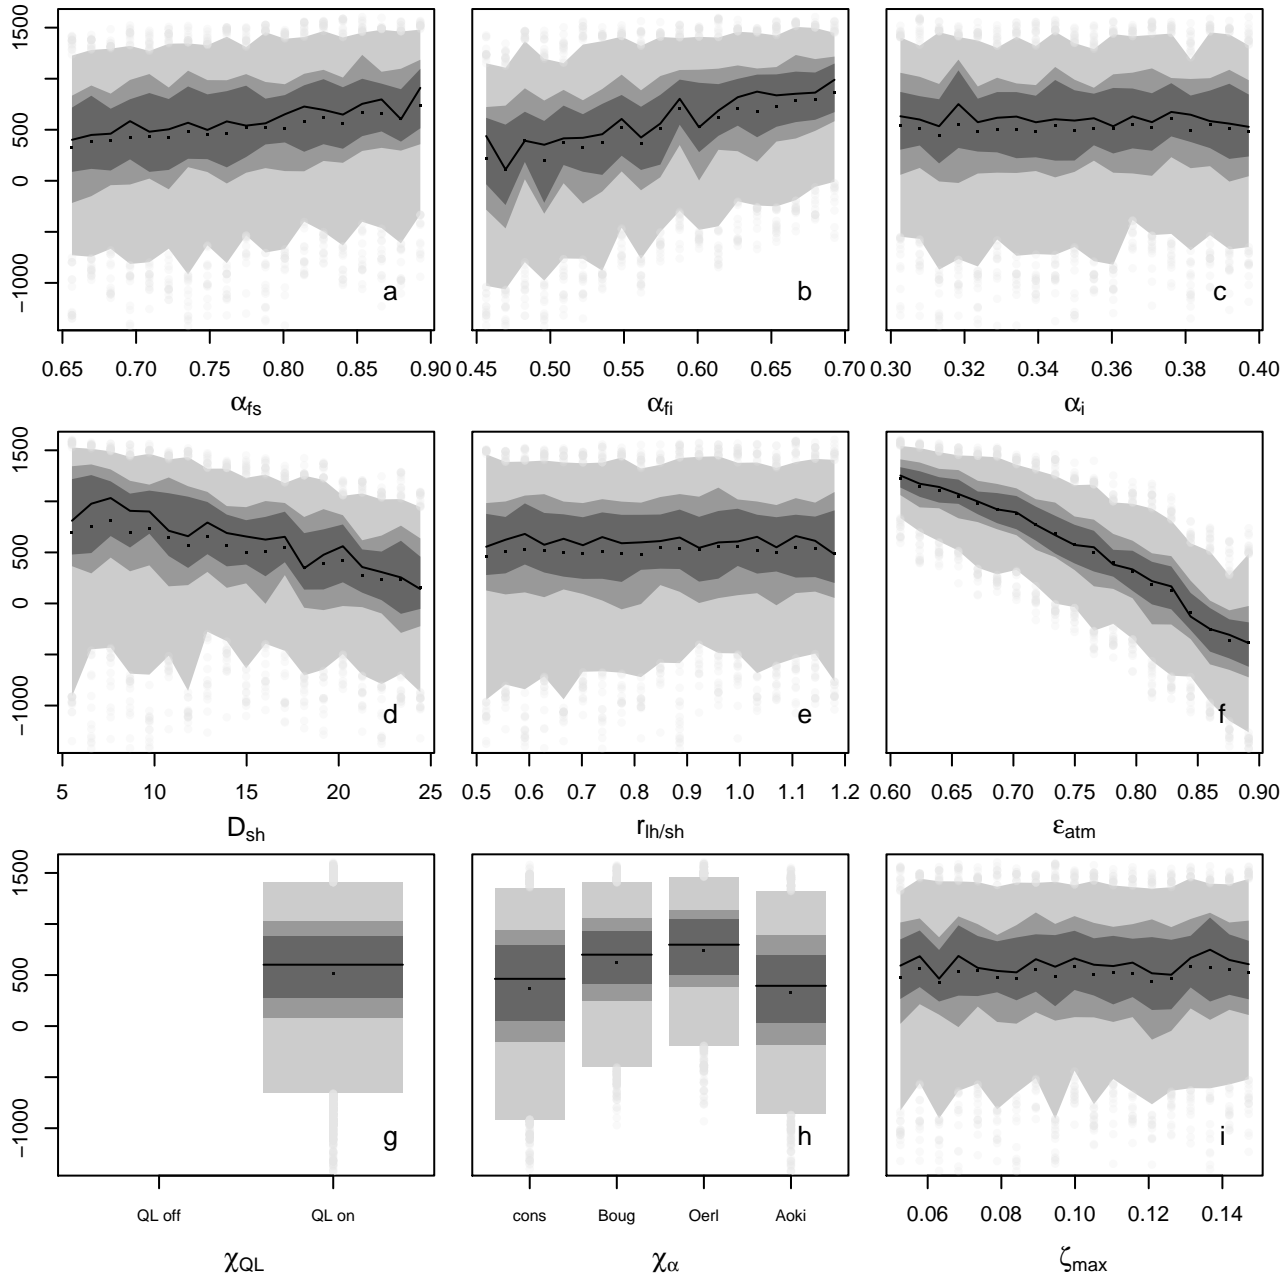 1500
500
0
−1000
a
b
c
0.65 0.70 0.75 0.80 0.85 0.90 0.45 0.50 0.55 0.60 0.65 0.70 0.30 0.32 0.34 0.36 0.38 0.40
αfs αfi αi
1500
500
0
−1000
d
e
f
5 10 15 20 25 0.5 0.6 0.7 0.8 0.9 1.0 1.1 1.2 0.60 0.65 0.70 0.75 0.80 0.85 0.90
Dsh rlh/sh εatm
1500
500
0
−1000
g
h
i
QL off QL on cons Boug Oerl Aoki 0.06 0.08 0.10 0.12 0.14
χQL χα ζmax